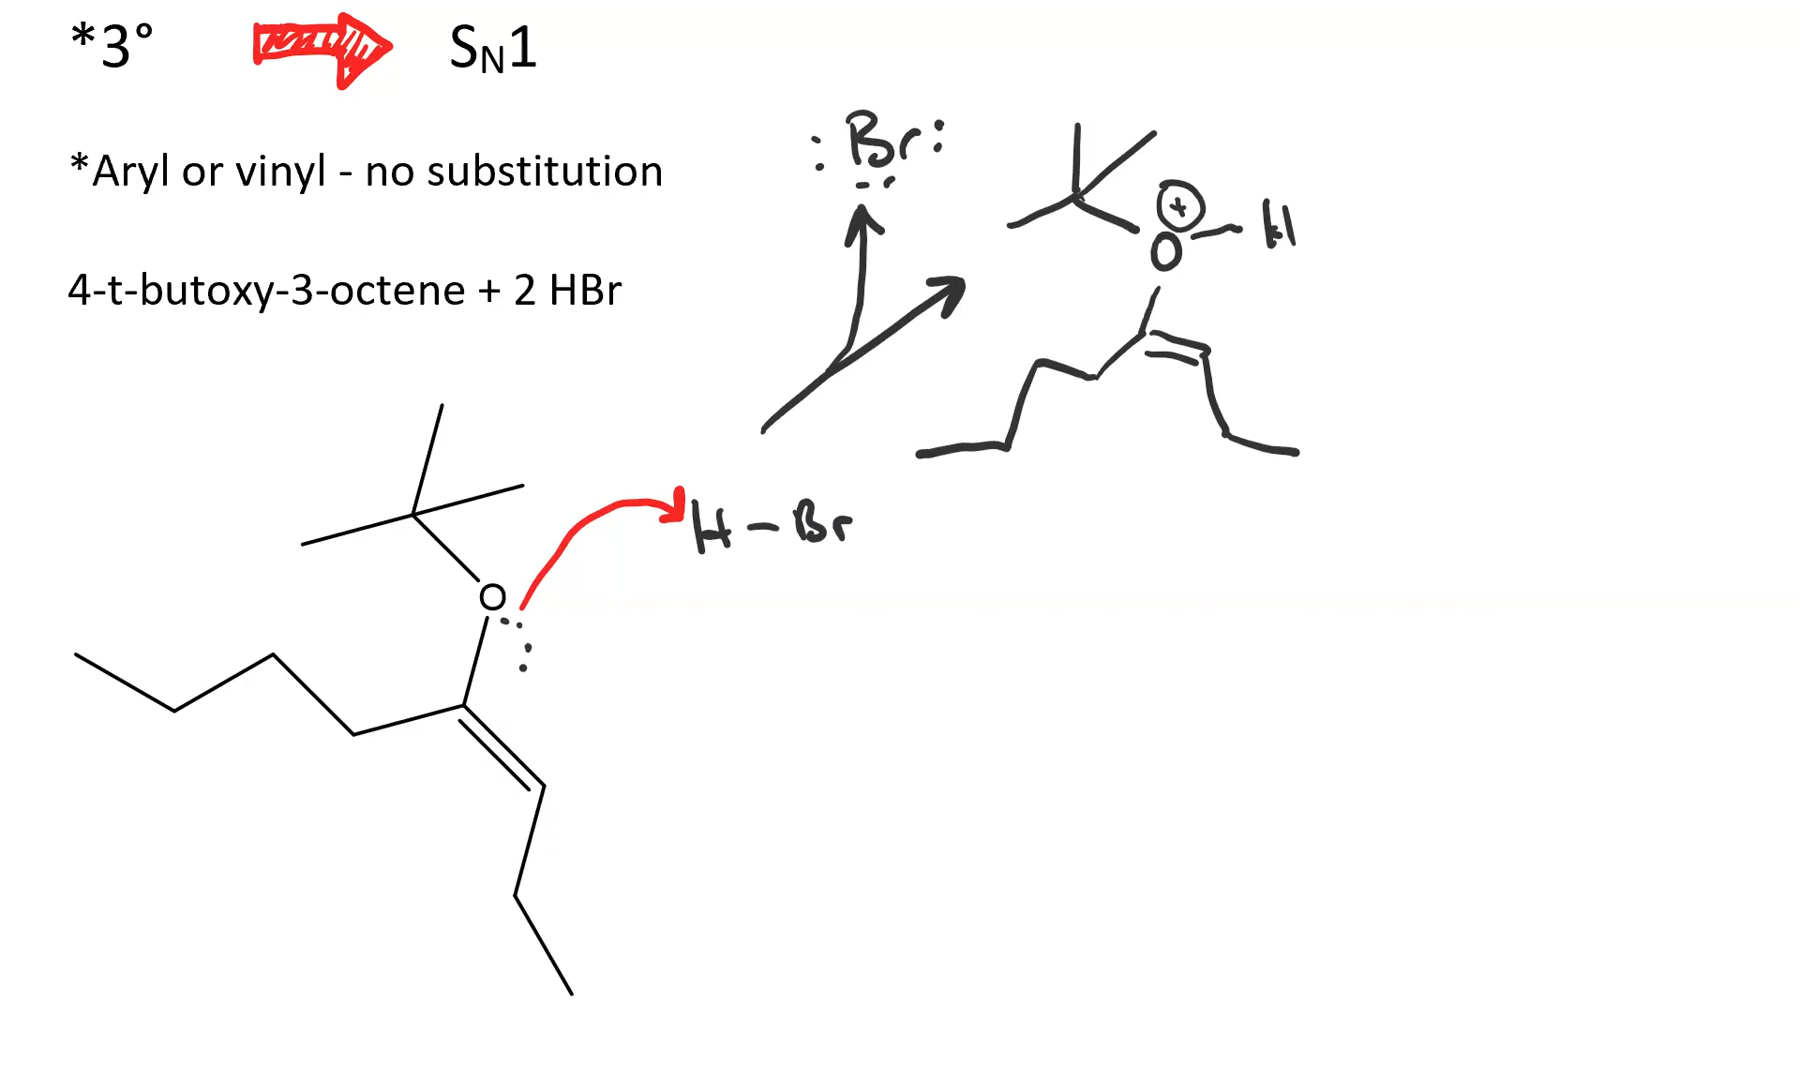 *3° SN1
*Aryl or vinyl - no substitution
4-t-butoxy-3-octene + 2 HBr
:Br:
+
O - H
H - Br
O